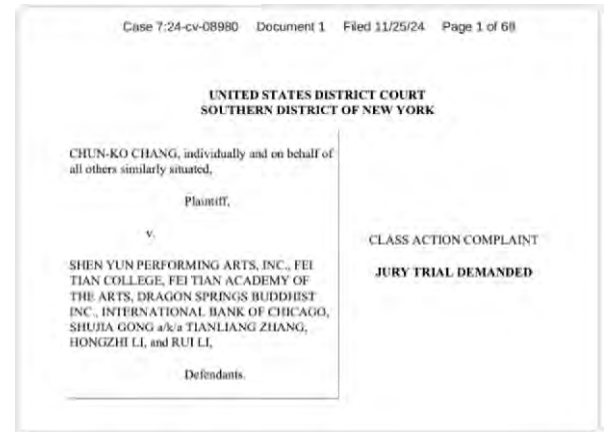 Case 7:24-cv-08980 Document 1 Filed 11/25/24 Page 1 of 68
UNITED STATES DISTRICT COURT
SOUTHERN DISTRICT OF NEW YORK
CHUN-KO CHANG, individually and on behalf of
all others similarly situated,
Plaintiff,
v.
SHEN YUN PERFORMING ARTS, INC., FEI
TIAN COLLEGE, FEI TIAN ACADEMY OF
THE ARTS, DRAGON SPRINGS BUDDHIST
INC., INTERNATIONAL BANK OF CHICAGO,
SHUJIA GONG a/k/a TIANLIANG ZHANG,
HONGZHI LI, and RUI LI,
Defendants.
CLASS ACTION COMPLAINT
JURY TRIAL DEMANDED